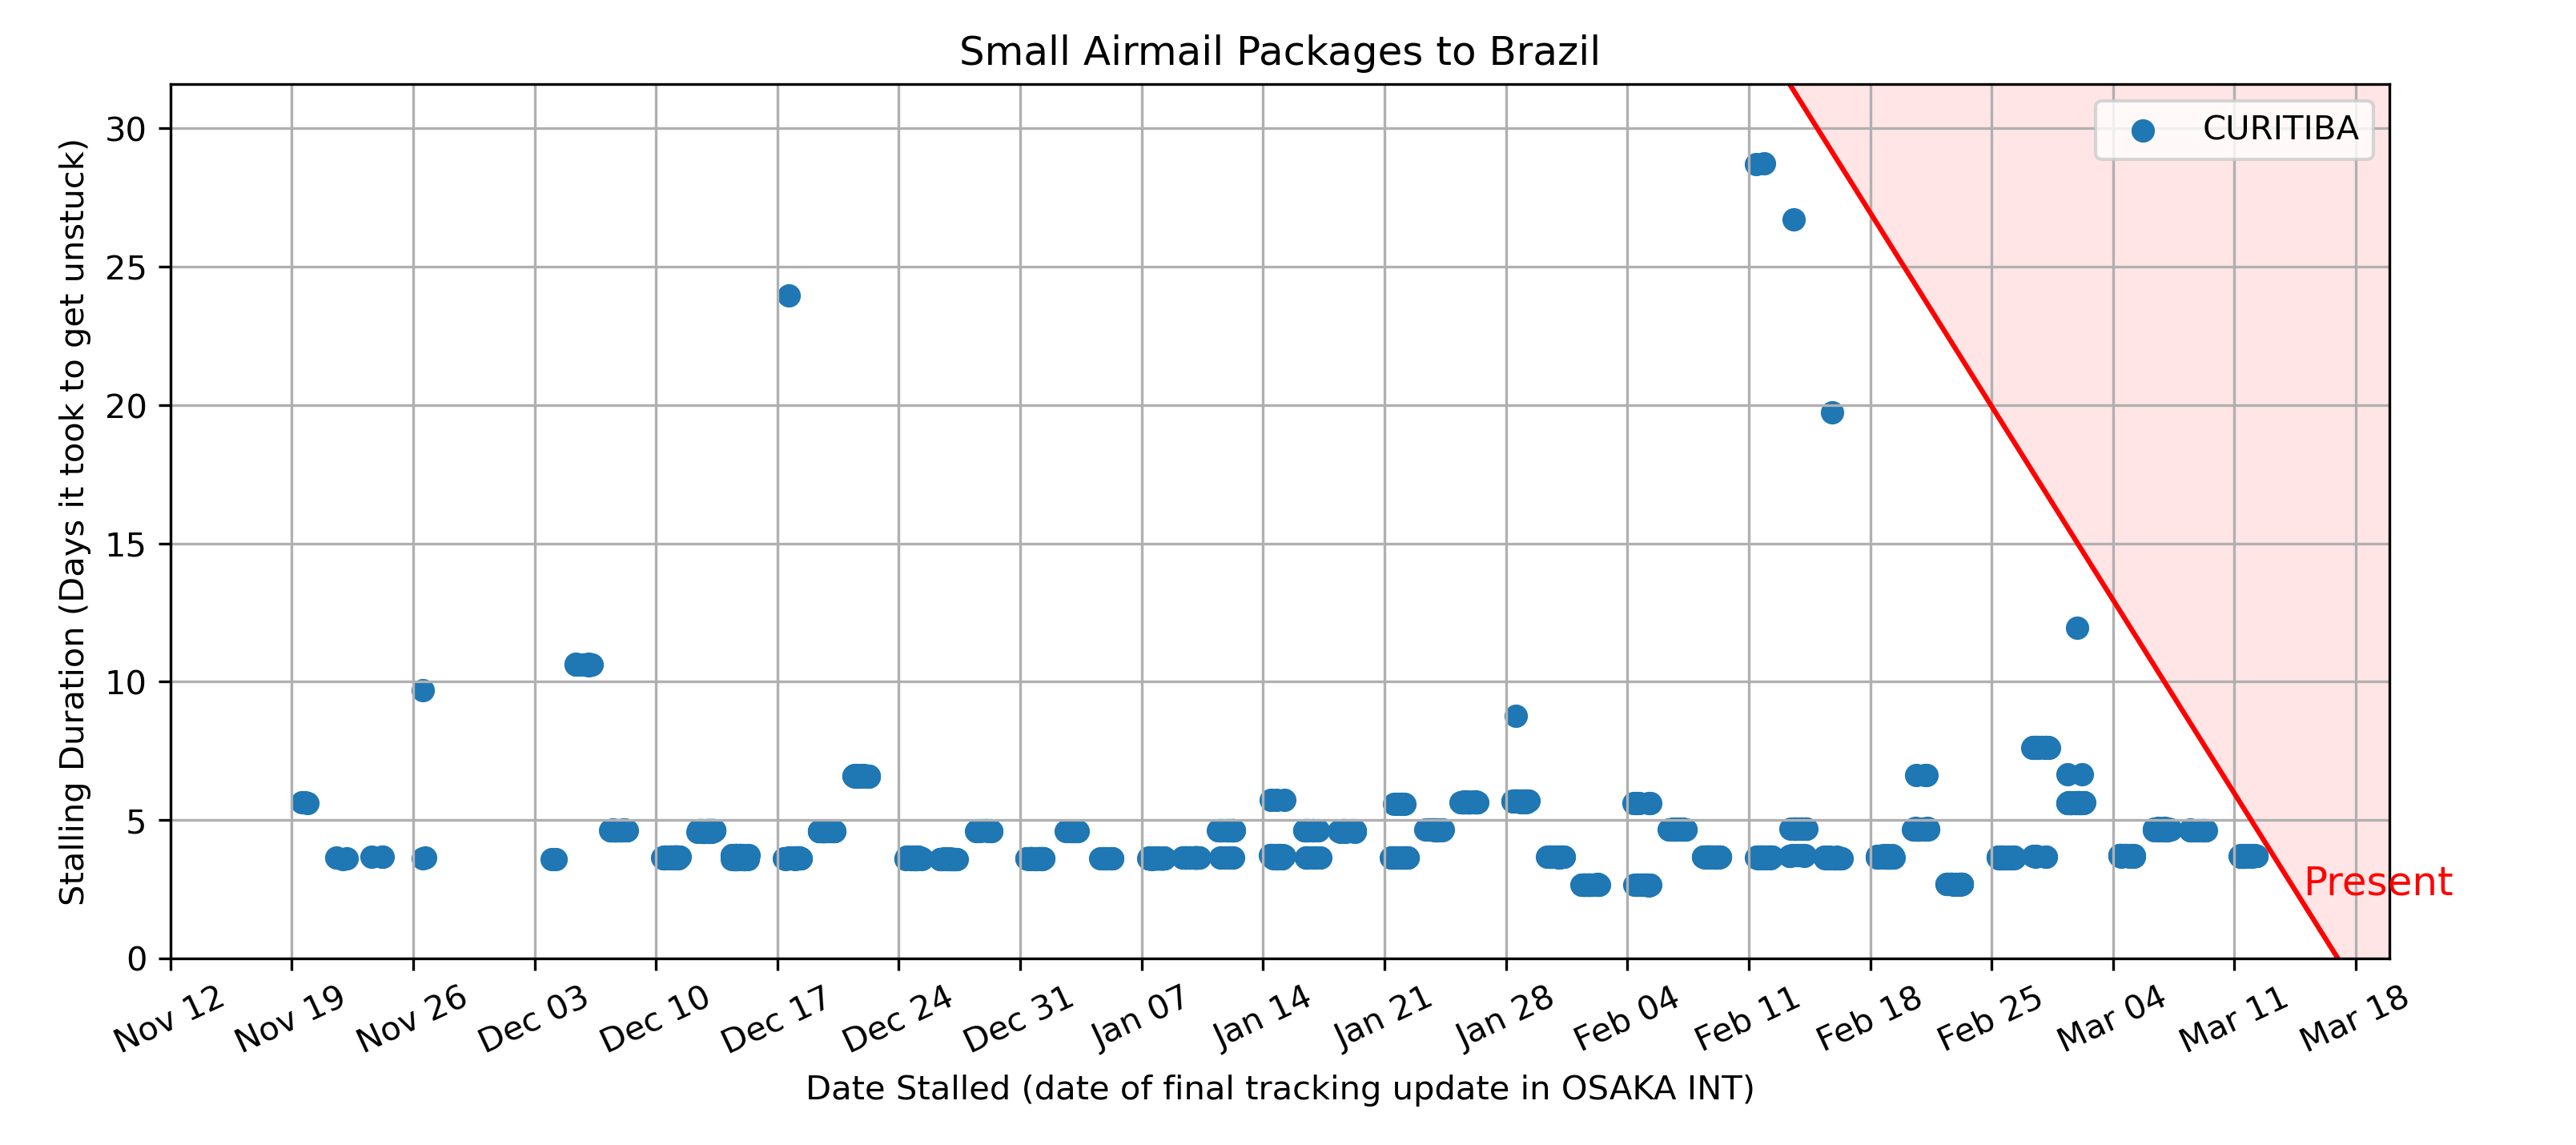 Small Airmail Packages to Brazil
CURITIBA
Stalling Duration (Days it took to get unstuck)
30
25
20
15
10
5
0
Present
Nov 12
Nov 19
Nov 26
Dec 03
Dec 10
Dec 17
Dec 24
Dec 31
Jan 07
Jan 14
Jan 21
Jan 28
Feb 04
Feb 11
Feb 18
Feb 25
Mar 04
Mar 11
Mar 18
Date Stalled (date of final tracking update in OSAKA INT)